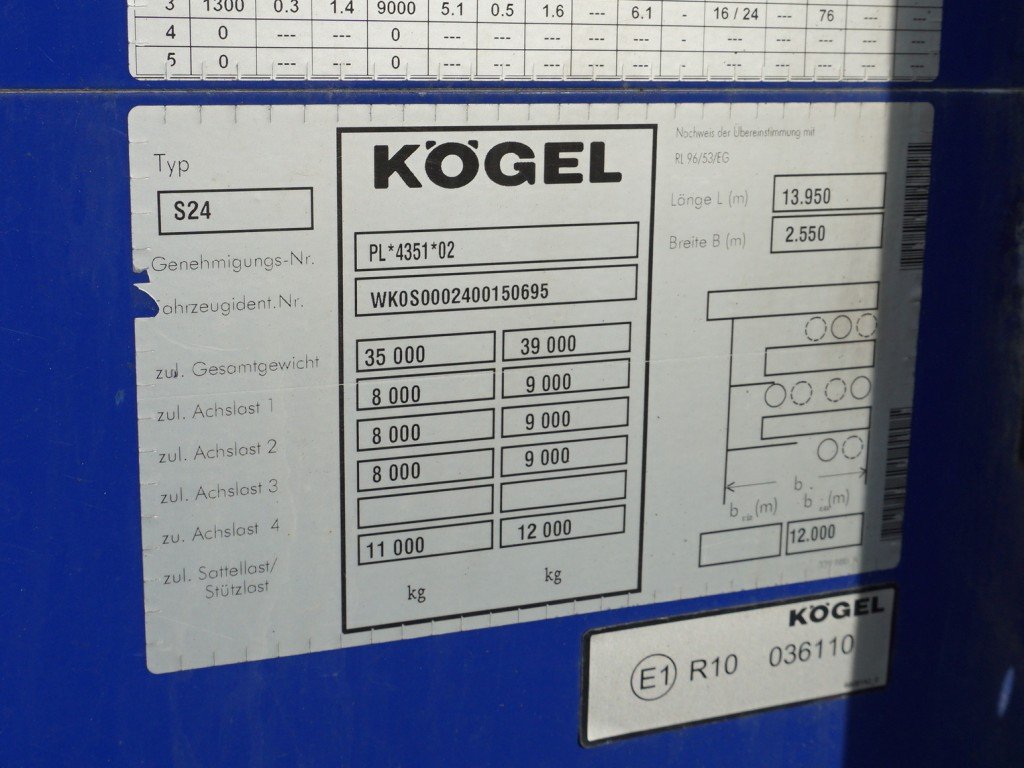 3 1300 0.3 1.4 9000 5.1 0.5 1.6 --- 6.1 - 16 / 24 --- 76 --- ---
4 0 --- --- 0 --- --- --- --- --- - --- --- --- --- ---
5 0 --- --- 0 --- --- --- --- --- - --- --- --- --- ---
Typ
S24
KÖGEL
Nachweis der Übereinstimmung mit
RL 96/53/EG
Länge L (m) 13.950
Breite B (m) 2.550
Genehmigungs-Nr. PL*4351*02
ahrzeugident.Nr. WK0S0002400150695
zul. Gesamtgewicht 35 000 39 000
zul. Achslast 1 8 000 9 000
zul. Achslast 2 8 000 9 000
zul. Achslast 3 8 000 9 000
zu. Achslast 4
zul. Sattellast/
Stützlast 11 000 12 000
kg kg
b
b (m) b (m)
12.000
KÖGEL
E1 R10 036110